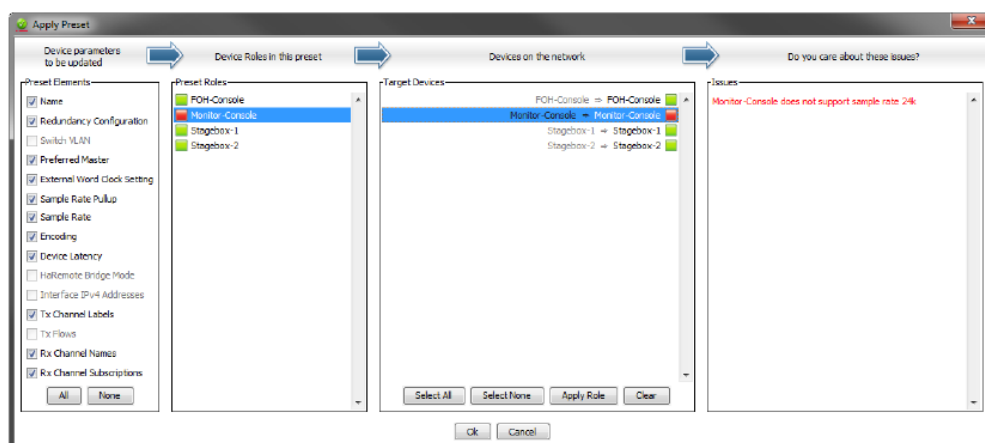 Apply Preset
Device parameters
to be updated
Device Roles in this preset
Devices on the network
Do you care about these issues?
Preset Elements
Name
Redundancy Configuration
Switch VLAN
Preferred Master
External Word Clock Setting
Sample Rate Pullup
Sample Rate
Encoding
Device Latency
HaRemote Bridge Mode
Interface IPv4 Addresses
Tx Channel Labels
Tx Flows
Rx Channel Names
Rx Channel Subscriptions
All None
Preset Roles
FOH-Console
Monitor-Console
Stagebox-1
Stagebox-2
Target Devices
FOH-Console ⇒ FOH-Console
Monitor-Console ⇒ Monitor-Console
Stagebox-1 ⇒ Stagebox-1
Stagebox-2 ⇒ Stagebox-2
Select All Select None Apply Role Clear
Issues
Monitor-Console does not support sample rate 24k
Ok Cancel